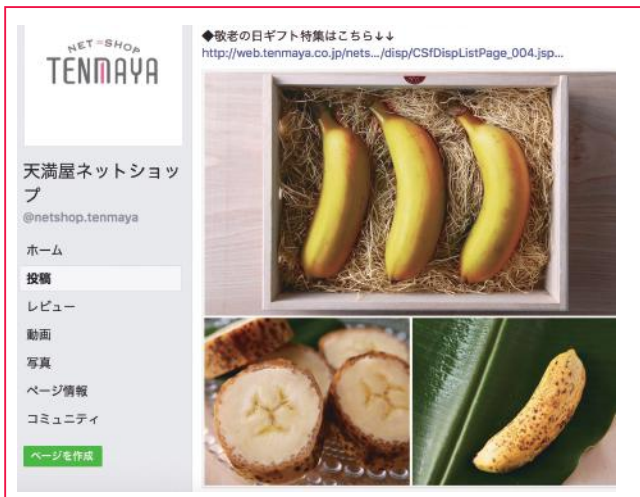 NET=SHOP
TENMAYA
天満屋ネットショッ
プ
@netshop.tenmaya
ホーム
投稿
レビュー
動画
写真
ページ情報
コミュニティ
ページを作成
◆敬老の日ギフト特集はこちら↓↓
http://web.tenmaya.co.jp/nets.../disp/CSfDispListPage_004.jsp...